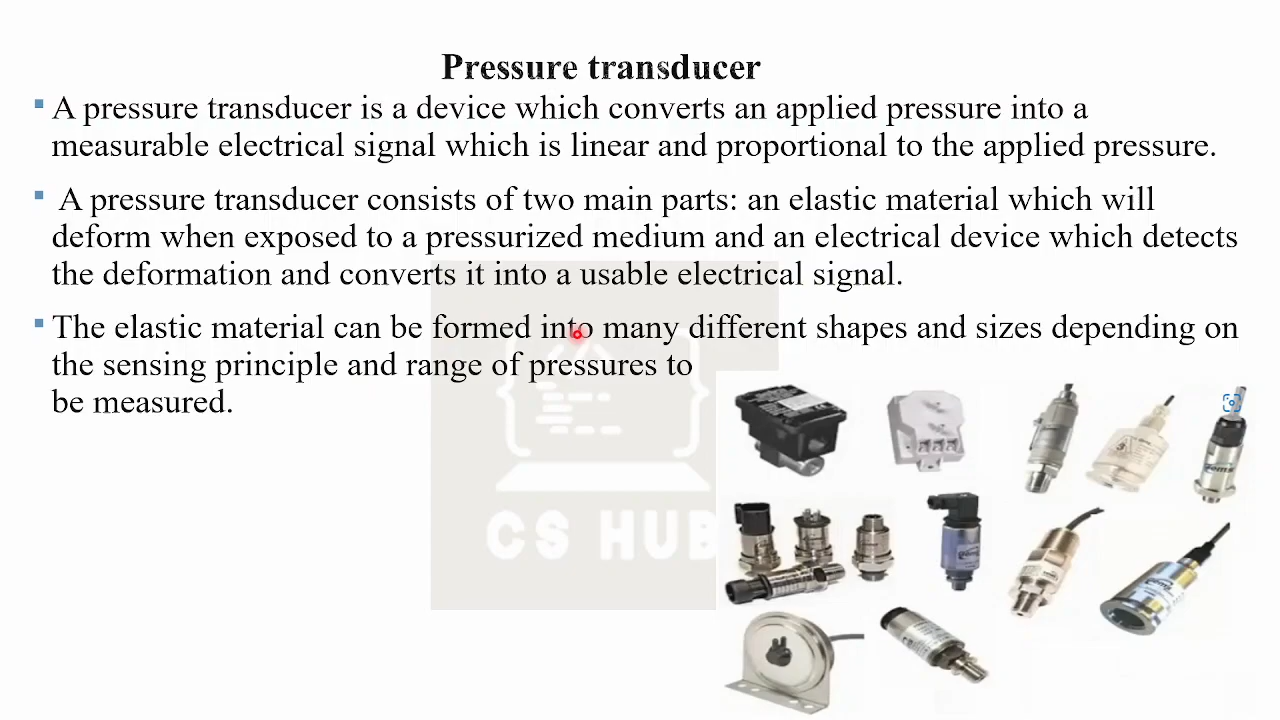 Pressure transducer
▪ A pressure transducer is a device which converts an applied pressure into a
measurable electrical signal which is linear and proportional to the applied pressure.
▪ A pressure transducer consists of two main parts: an elastic material which will
deform when exposed to a pressurized medium and an electrical device which detects
the deformation and converts it into a usable electrical signal.
▪ The elastic material can be formed into many different shapes and sizes depending on
the sensing principle and range of pressures to
be measured.
CS HUB